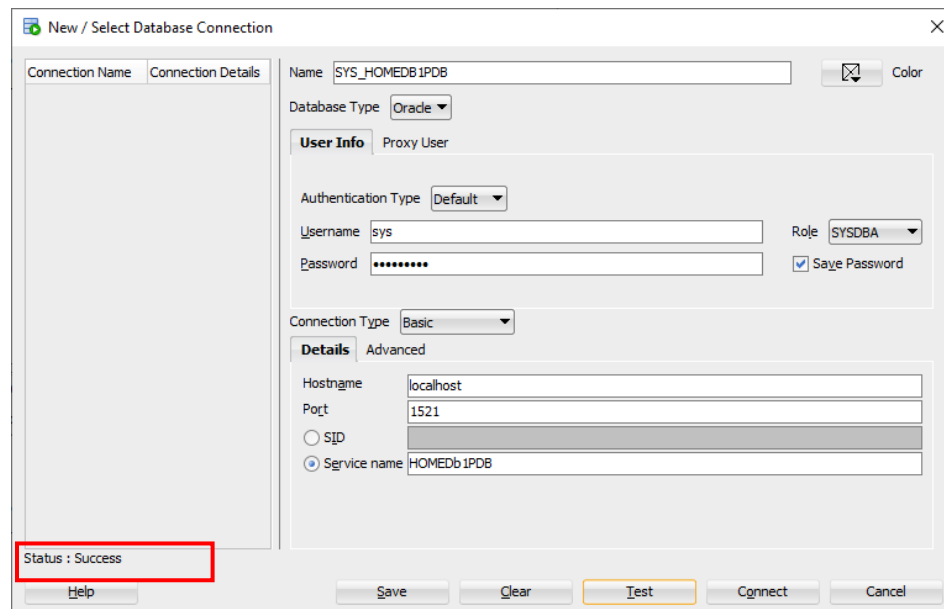 New / Select Database Connection
Connection Name Connection Details
Name SYS_HOMEDB1PDB Color
Database Type Oracle
User Info Proxy User
Authentication Type Default
Username sys Role SYSDBA
Password ••••••••• Save Password
Connection Type Basic
Details Advanced
Hostname localhost
Port 1521
SID
Service name HOMEDb1PDB
Status : Success
Help Save Clear Test Connect Cancel